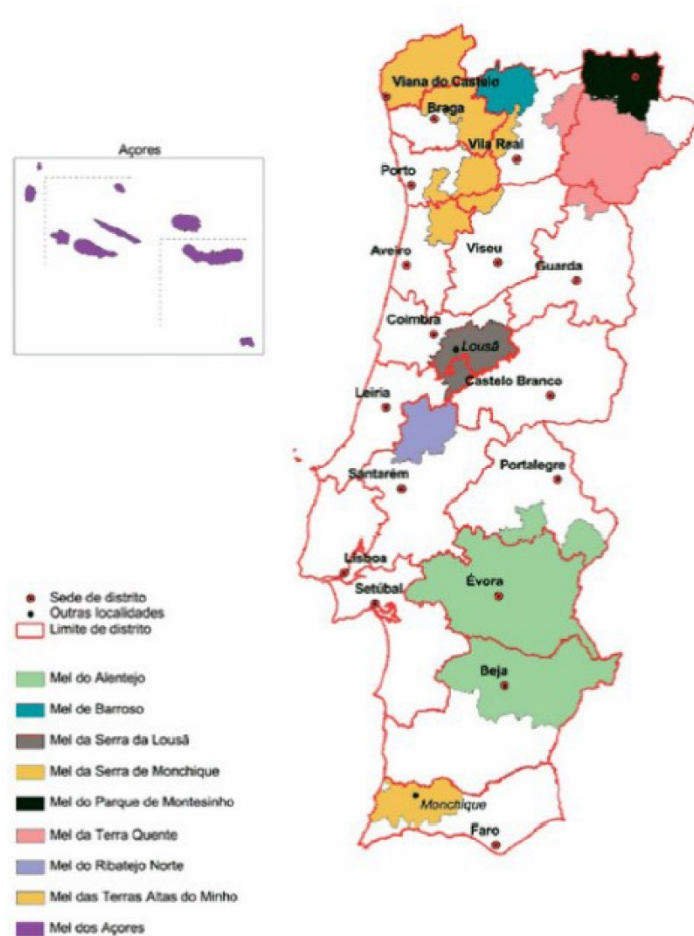 Viana do Castelo
Braga
Vila Real
Açores
Porto
Aveiro
Viseu
Guarda
Coimbra
Lousã
Castelo Branco
Leiria
Portalegre
Santarém
Lisboa
Setúbal
Évora
Sede de distrito
Outras localidades
Limite de distrito
Beja
Mel do Alentejo
Mel de Barroso
Mel da Serra da Lousã
Mel da Serra de Monchique
Mel do Parque de Montesinho
Monchique
Mel da Terra Quente
Faro
Mel do Ribatejo Norte
Mel das Terras Altas do Minho
Mel dos Açores